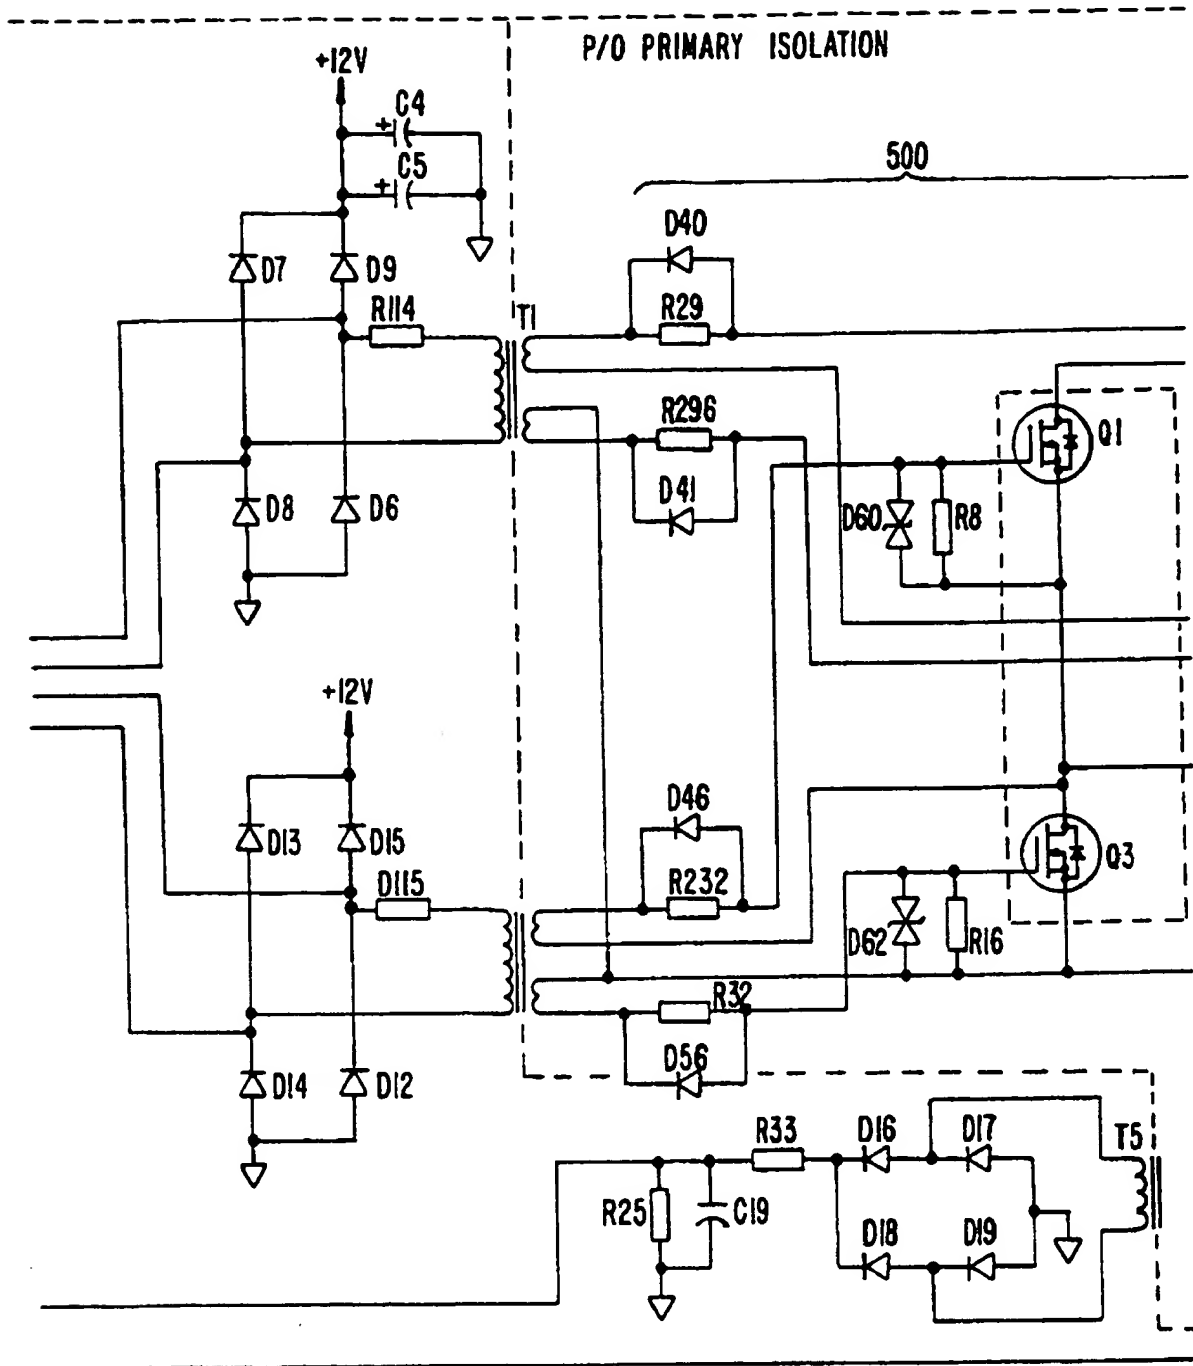 P/O PRIMARY ISOLATION
+12V
C4
+
C5
+
500
D40
D7
D9
R114
T1
R29
R296
Q1
D41
D8
D6
D60
R8
+12V
D46
D13
D15
D115
R232
Q3
D62
R16
R32
D56
D14
D12
R33
D16
D17
T5
R25
C19
D18
D19